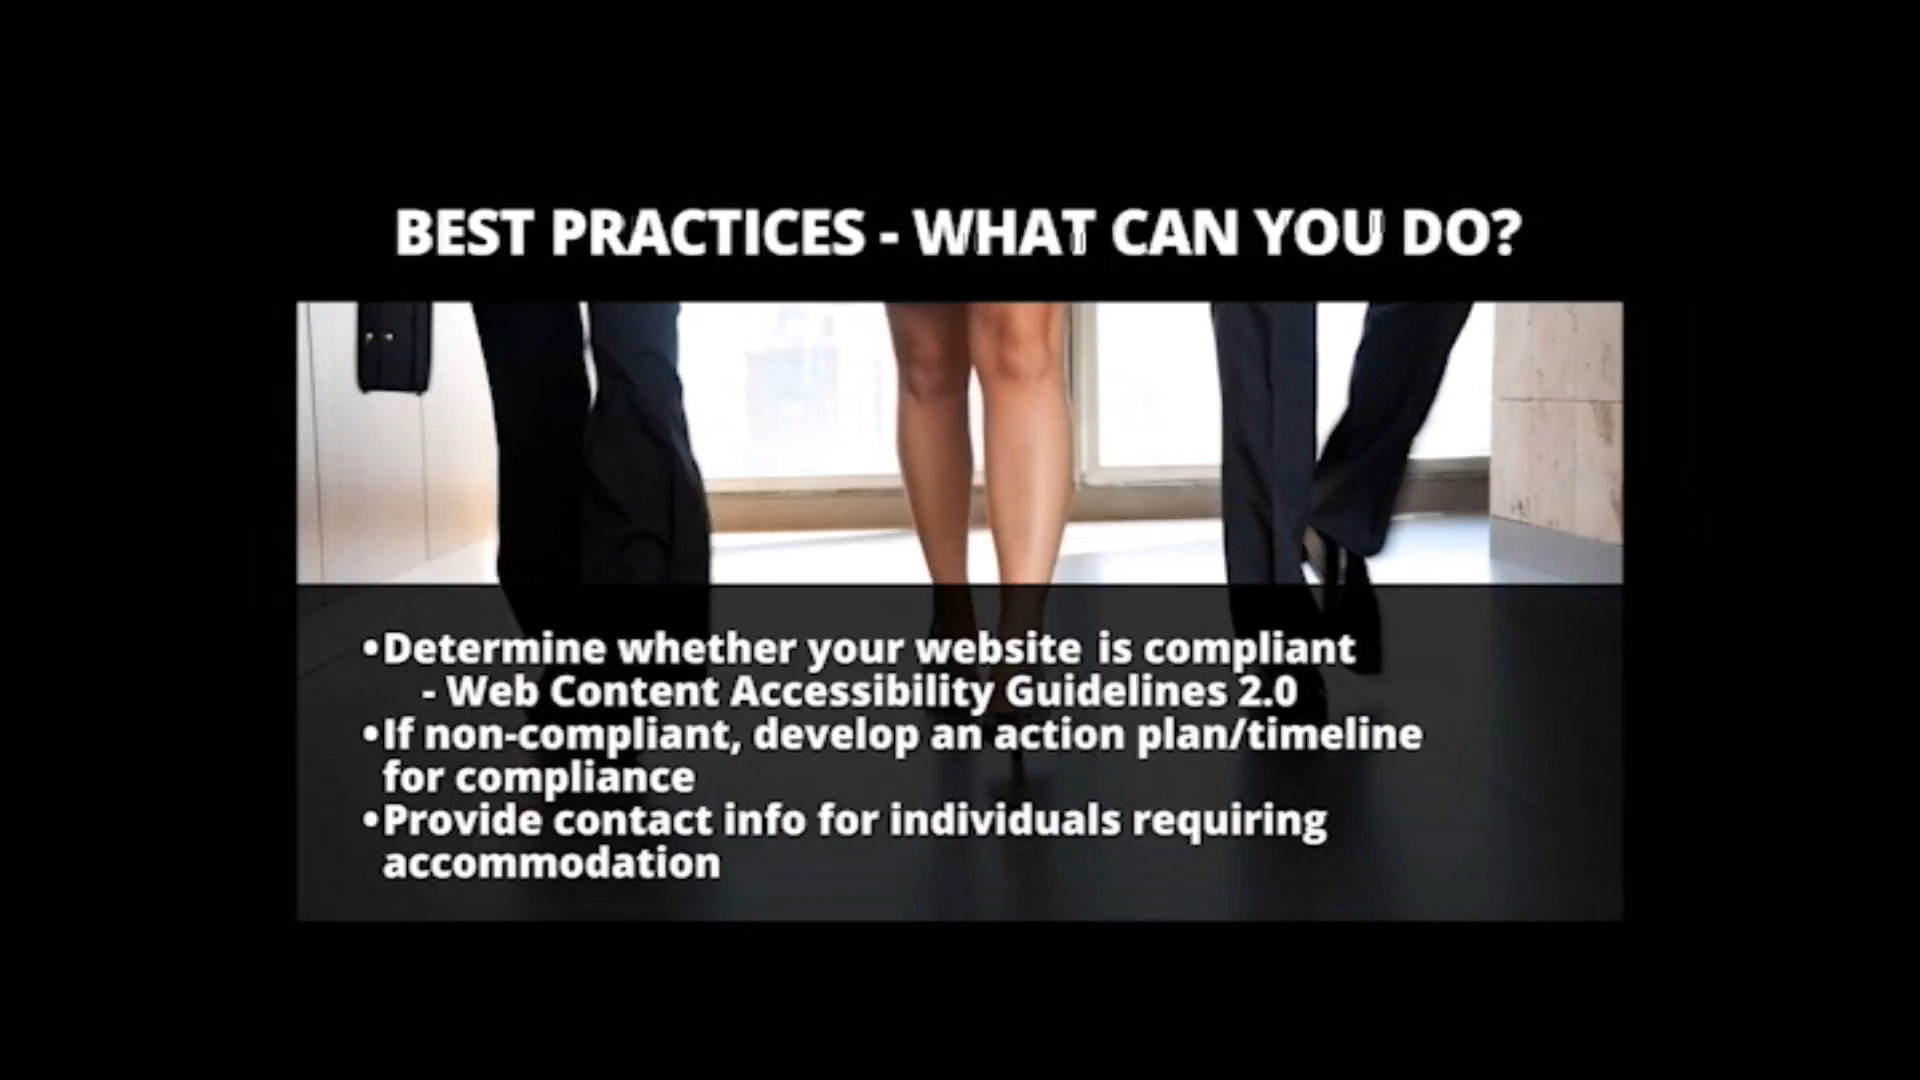 BEST PRACTICES - WHAT CAN YOU DO?
•Determine whether your website is compliant
- Web Content Accessibility Guidelines 2.0
•If non-compliant, develop an action plan/timeline
for compliance
•Provide contact info for individuals requiring
accommodation